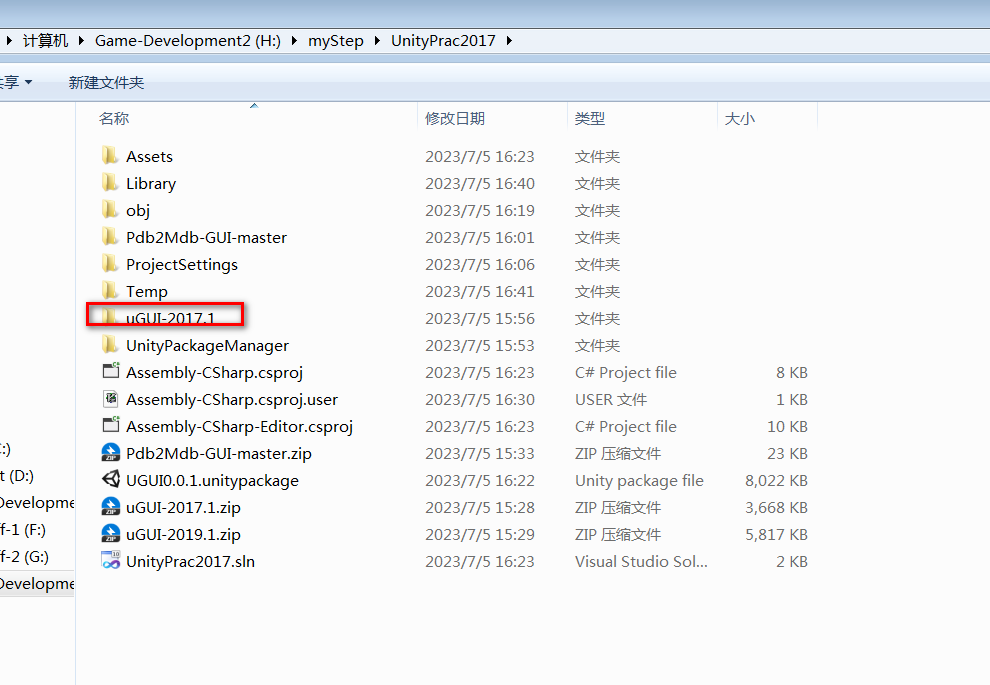 计算机 Game-Development2 (H:) myStep UnityPrac2017
享 新建文件夹
名称 修改日期 类型 大小
Assets 2023/7/5 16:23 文件夹
Library 2023/7/5 16:40 文件夹
obj 2023/7/5 16:19 文件夹
Pdb2Mdb-GUI-master 2023/7/5 16:01 文件夹
ProjectSettings 2023/7/5 16:06 文件夹
Temp 2023/7/5 16:41 文件夹
uGUI-2017.1 2023/7/5 15:56 文件夹
UnityPackageManager 2023/7/5 15:53 文件夹
Assembly-CSharp.csproj 2023/7/5 16:23 C# Project file 8 KB
Assembly-CSharp.csproj.user 2023/7/5 16:30 USER 文件 1 KB
Assembly-CSharp-Editor.csproj 2023/7/5 16:23 C# Project file 10 KB
:) Pdb2Mdb-GUI-master.zip 2023/7/5 15:33 ZIP 压缩文件 23 KB
t (D:) UGUI0.0.1.unitypackage 2023/7/5 16:22 Unity package file 8,022 KB
Developme uGUI-2017.1.zip 2023/7/5 15:28 ZIP 压缩文件 3,668 KB
f-1 (F:) uGUI-2019.1.zip 2023/7/5 15:29 ZIP 压缩文件 5,817 KB
f-2 (G:) UnityPrac2017.sln 2023/7/5 16:23 Visual Studio Sol... 2 KB
Developme